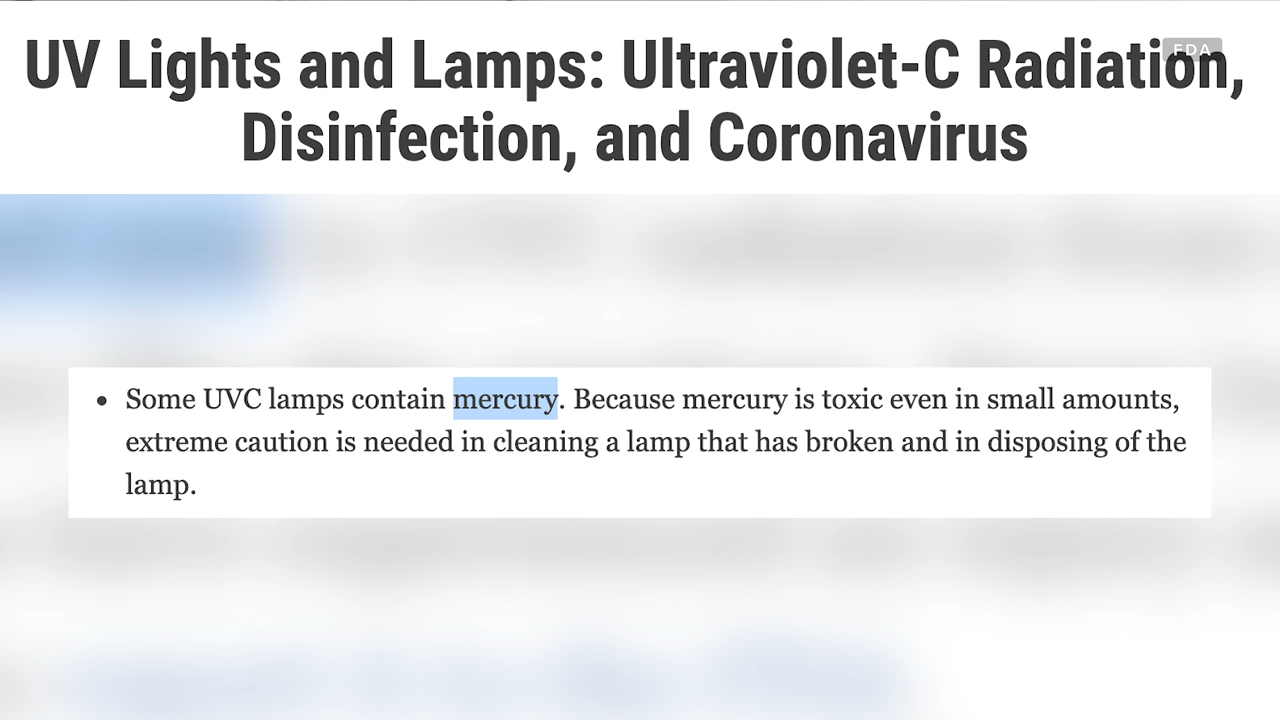 FDA
UV Lights and Lamps: Ultraviolet-C Radiation,
Disinfection, and Coronavirus
• Some UVC lamps contain mercury. Because mercury is toxic even in small amounts,
extreme caution is needed in cleaning a lamp that has broken and in disposing of the
lamp.